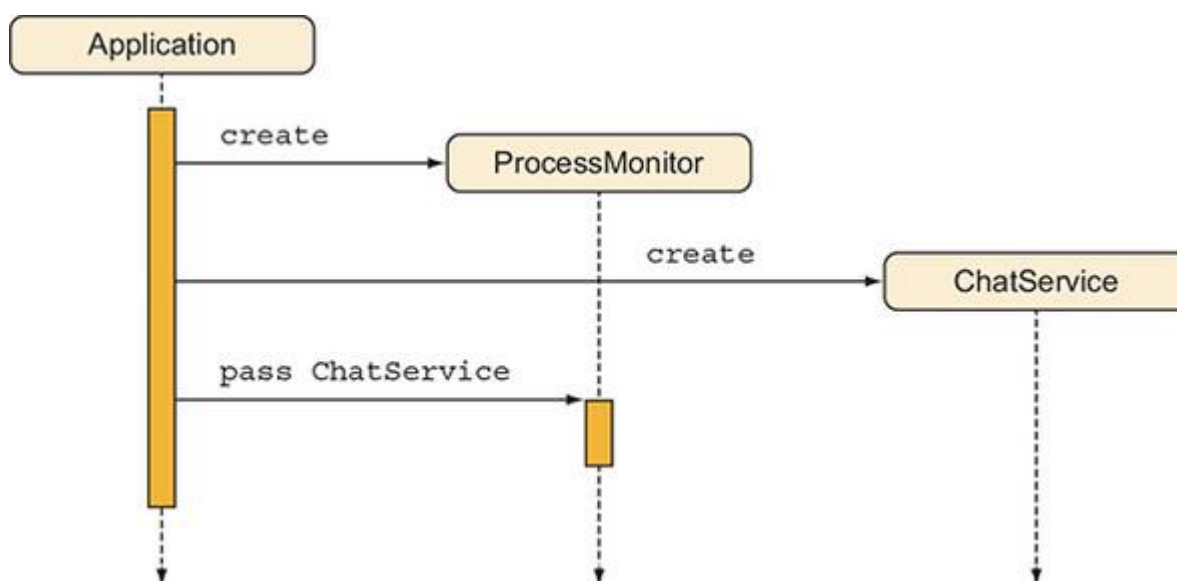 Application
create
ProcessMonitor
create
ChatService
pass ChatService